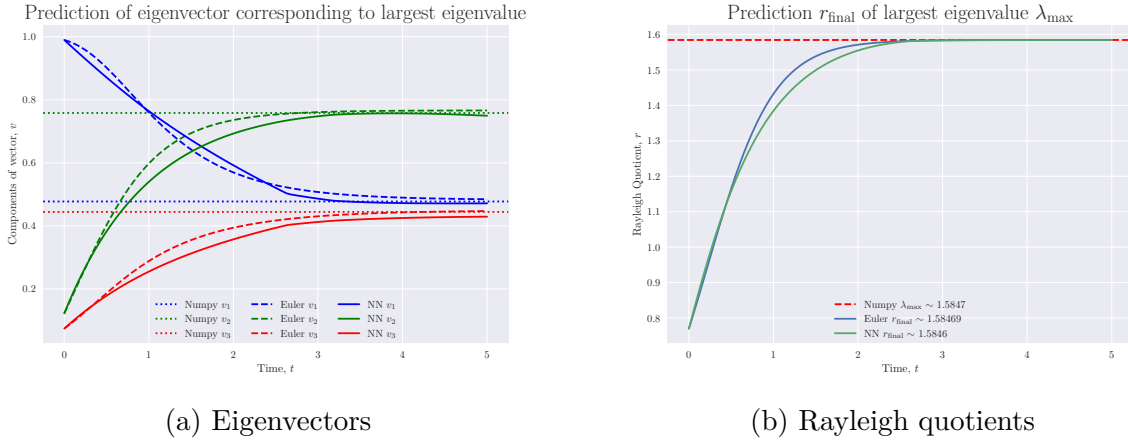 Prediction of eigenvector corresponding to largest eigenvalue
Components of vector, v
1.0
0.8
0.6
0.4
0.2
Numpy v₁
Numpy v₂
Numpy v₃
Euler v₁
Euler v₂
Euler v₃
NN v₁
NN v₂
NN v₃
0 1 2 3 4 5
Time, t
(a) Eigenvectors
Prediction r_final of largest eigenvalue λ_max
Rayleigh Quotient, r
1.6
1.5
1.4
1.3
1.2
1.1
1.0
0.9
0.8
Numpy λ_max ∼ 1.5847
Euler r_final ∼ 1.58469
NN r_final ∼ 1.5846
0 1 2 3 4 5
Time, t
(b) Rayleigh quotients